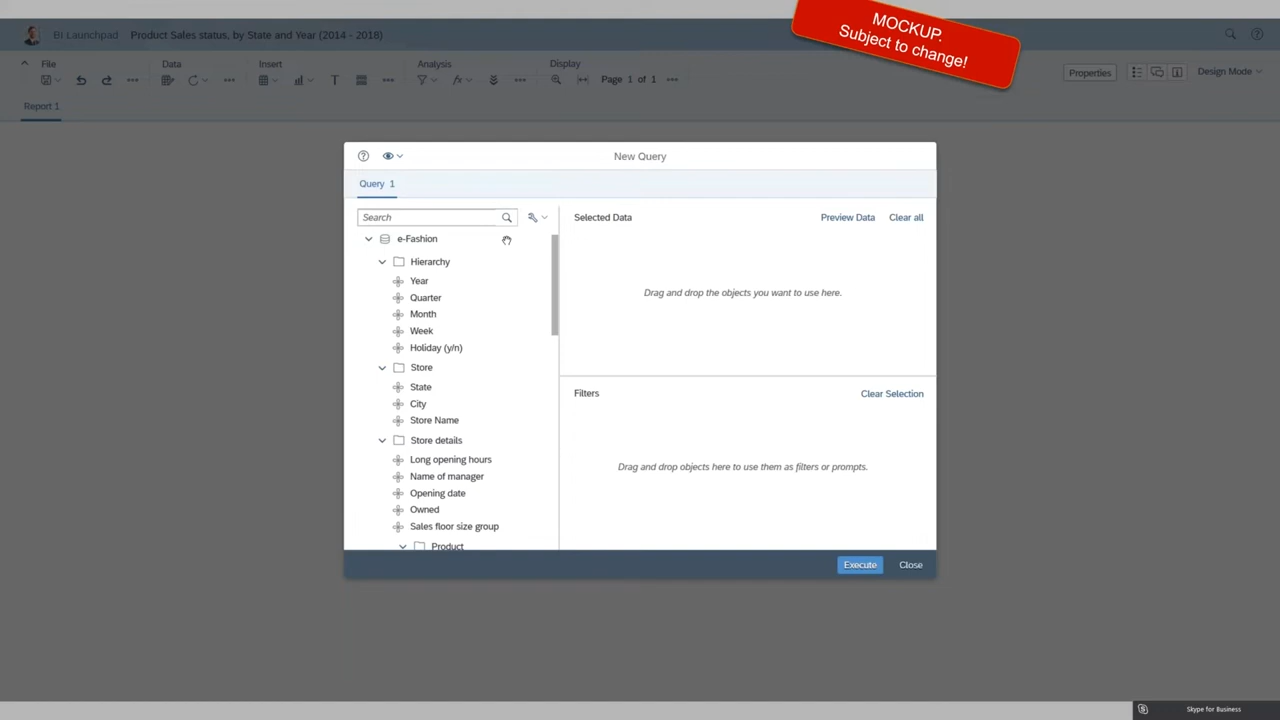 MOCKUP.
Subject to change!
BI Launchpad
Product Sales status, by State and Year (2014 - 2018)
File
Data
Insert
Analysis
Display
Page 1 of 1
Properties
Design Mode
Report 1
New Query
Query 1
Search
e-Fashion
Hierarchy
Year
Quarter
Month
Week
Holiday (y/n)
Store
State
City
Store Name
Store details
Long opening hours
Name of manager
Opening date
Owned
Sales floor size group
Product
Selected Data
Preview Data
Clear all
Drag and drop the objects you want to use here.
Filters
Clear Selection
Drag and drop objects here to use them as filters or prompts.
Execute
Close
Skype for Business